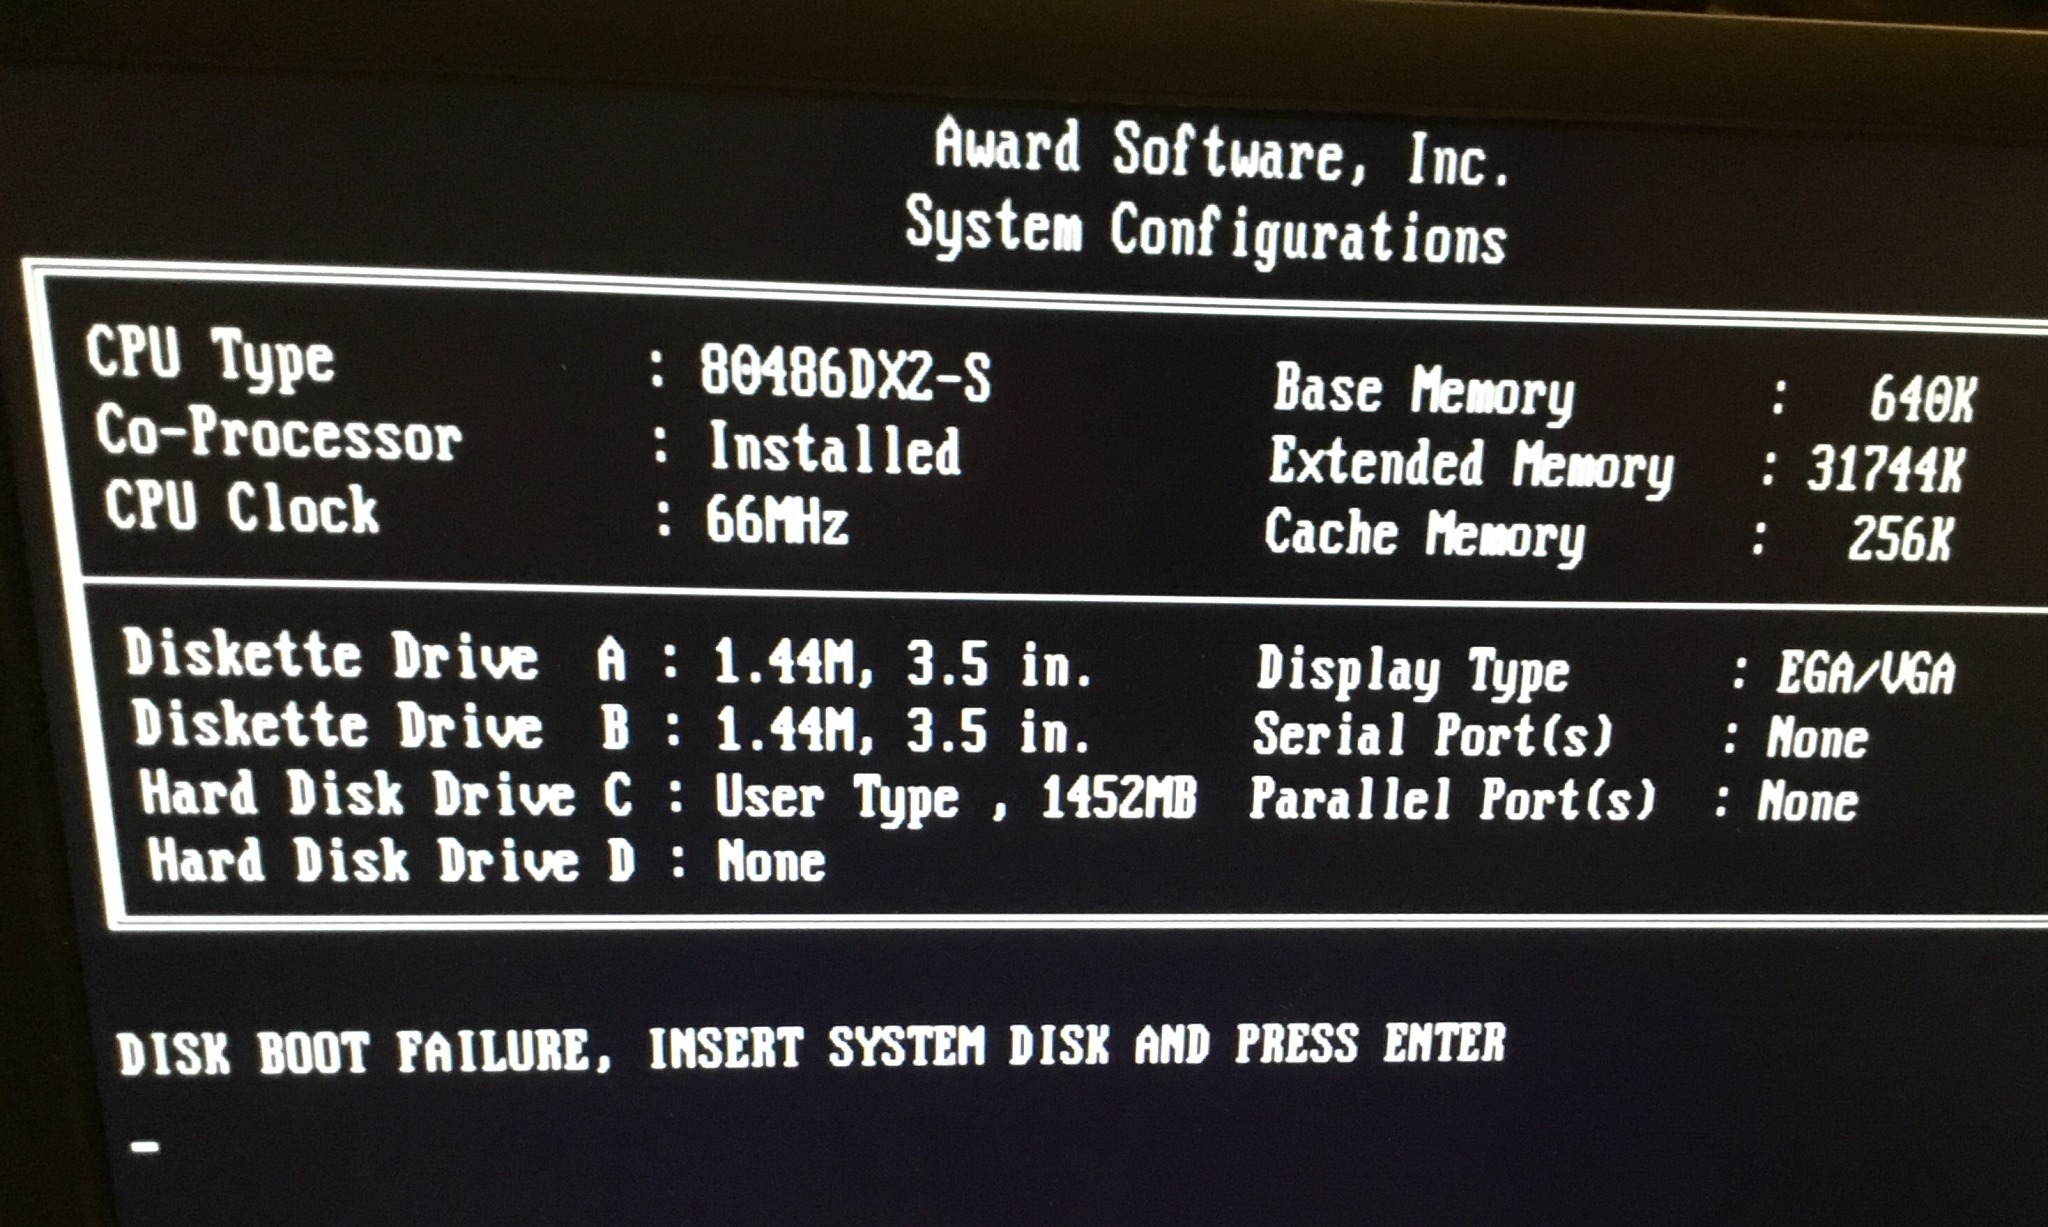 Award Software, Inc.
System Configurations
CPU Type : 80486DX2-S Base Memory : 640K
Co-Processor : Installed Extended Memory : 31744K
CPU Clock : 66MHz Cache Memory : 256K
Diskette Drive A : 1.44M, 3.5 in. Display Type : EGA/VGA
Diskette Drive B : 1.44M, 3.5 in. Serial Port(s) : None
Hard Disk Drive C : User Type , 1452MB Parallel Port(s) : None
Hard Disk Drive D : None
DISK BOOT FAILURE, INSERT SYSTEM DISK AND PRESS ENTER
_